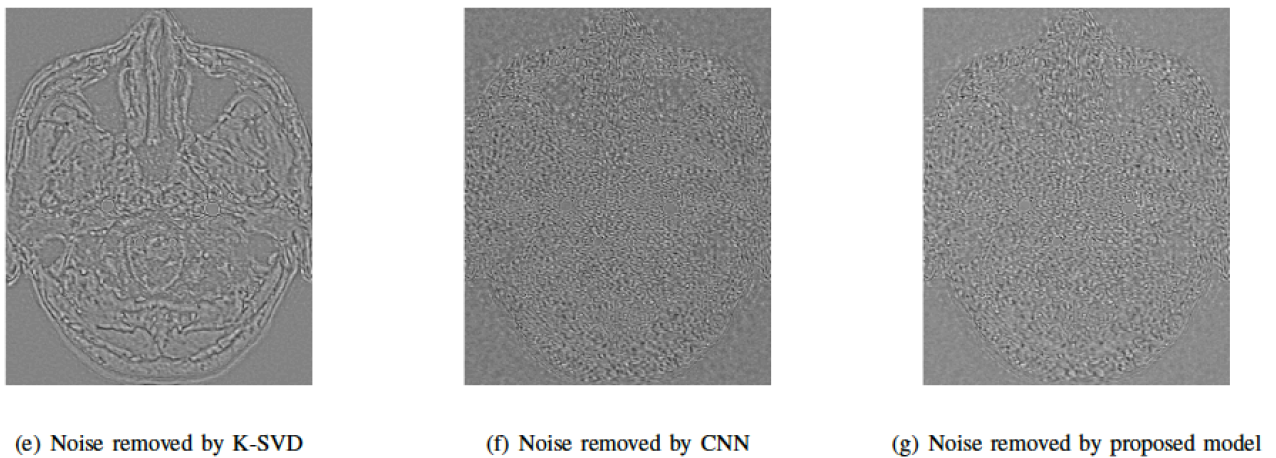 (e) Noise removed by K-SVD
(f) Noise removed by CNN
(g) Noise removed by proposed model